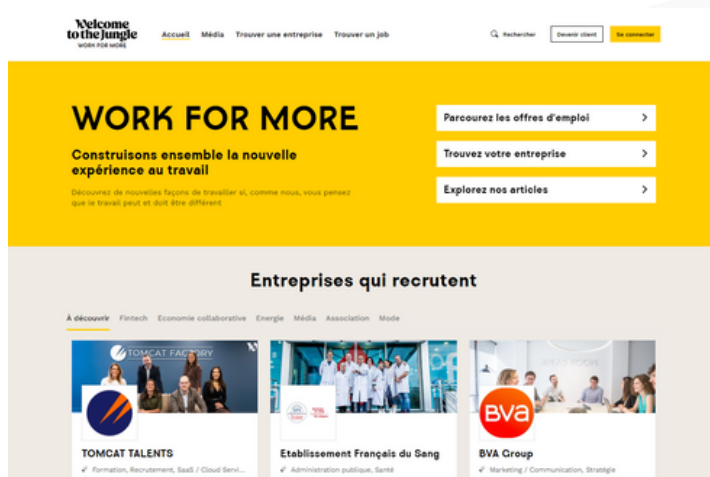 Welcome
to the Jungle
WORK FOR MORE
Accueil Média Trouver une entreprise Trouver un job
Rechercher Devenir client Se connecter
WORK FOR MORE
Construisons ensemble la nouvelle
expérience au travail
Découvrez de nouvelles façons de travailler si, comme nous, vous pensez
que le travail peut et doit être différent
Parcourez les offres d'emploi
Trouvez votre entreprise
Explorez nos articles
Entreprises qui recrutent
À découvrir Fintech Economie collaborative Energie Média Association Mode
TOMCAT FACTORY
BVa
TOMCAT TALENTS
Formation, Recrutement, SaaS / Cloud Servi...
Etablissement Français du Sang
Administration publique, Santé
BVA Group
Marketing / Communication, Stratégie